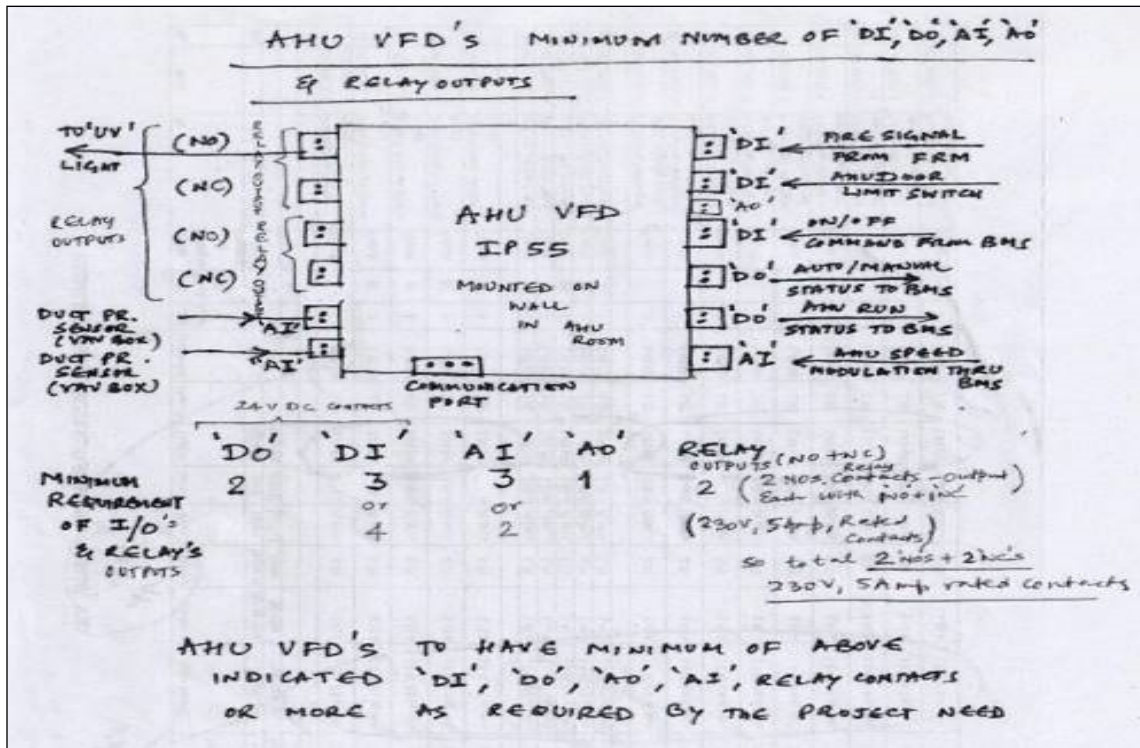 AHU VFD'S MINIMUM NUMBER OF 'DI', 'DO', 'AI', 'AO'
& RELAY OUTPUTS
TO 'UV'
LIGHT
(NO)
(NC)
RELAY
OUTPUTS
(NO)
(NC)
DUCT PR.
SENSOR
(VAV BOX)
'AI'
DUCT PR.
SENSOR
(VAV BOX)
'AI'
AHU VFD
IP55
MOUNTED ON
WALL
IN AHU
ROOM
COMMUNICATION
PORT
'DI' FIRE SIGNAL
FROM FRM
'DI' AHU DOOR
LIMIT SWITCH
'AO'
'DI' ON/OFF
COMMAND FROM BMS
'DO' AUTO/MANUAL
STATUS TO BMS
'DO' AHU RUN
STATUS TO BMS
'AI' AHU SPEED
MODULATION THRU
BMS
24V DC CONTACTS
'DO' 'DI' 'AI' 'AO' RELAY
OUTPUTS (NO+NC)
MINIMUM
REQUIREMENT
OF I/O's
& RELAY'S
OUTPUTS
2 3 3 1 2 (2 NOS. Relay Contacts - output)
Each with NO+NC
or or
4 2
(230V, 5Amp, Rated
Contacts)
so total 2'NO's + 2'NC's
230V, 5Amp rated contacts
AHU VFD'S TO HAVE MINIMUM OF ABOVE
INDICATED 'DI', 'DO', 'AO', 'AI', RELAY CONTACTS
OR MORE AS REQUIRED BY THE PROJECT NEED